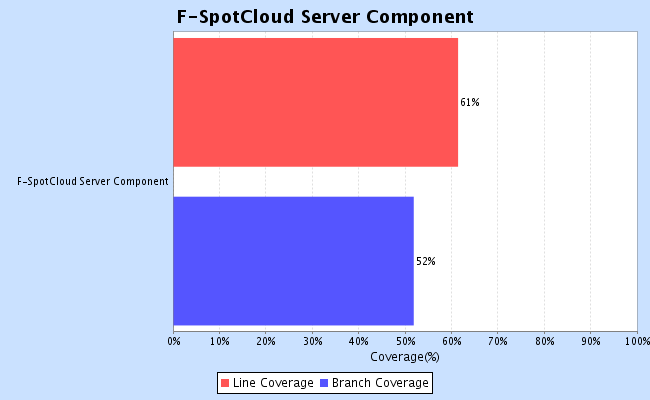 F-SpotCloud Server Component
61%
F-SpotCloud Server Component
52%
0% 10% 20% 30% 40% 50% 60% 70% 80% 90% 100%
Coverage(%)
Line Coverage Branch Coverage